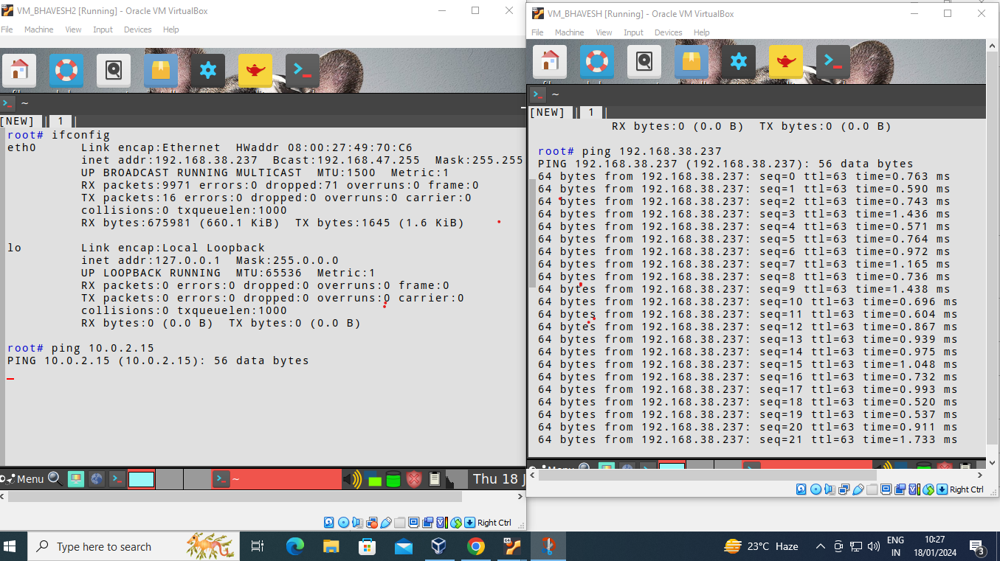 VM_BHAVESH2 [Running] - Oracle VM VirtualBox
File Machine View Input Devices Help
~
[NEW] | 1 |
root# ifconfig
eth0 Link encap:Ethernet HWaddr 08:00:27:49:70:C6
inet addr:192.168.38.237 Bcast:192.168.47.255 Mask:255.255
UP BROADCAST RUNNING MULTICAST MTU:1500 Metric:1
RX packets:9971 errors:0 dropped:71 overruns:0 frame:0
TX packets:16 errors:0 dropped:0 overruns:0 carrier:0
collisions:0 txqueuelen:1000
RX bytes:675981 (660.1 KiB) TX bytes:1645 (1.6 KiB)
lo Link encap:Local Loopback
inet addr:127.0.0.1 Mask:255.0.0.0
UP LOOPBACK RUNNING MTU:65536 Metric:1
RX packets:0 errors:0 dropped:0 overruns:0 frame:0
TX packets:0 errors:0 dropped:0 overruns:0 carrier:0
collisions:0 txqueuelen:1000
RX bytes:0 (0.0 B) TX bytes:0 (0.0 B)
root# ping 10.0.2.15
PING 10.0.2.15 (10.0.2.15): 56 data bytes
Menu ~ Thu 18 J
Right Ctrl
VM_BHAVESH [Running] - Oracle VM VirtualBox
File Machine View Input Devices Help
~
[NEW] | 1 |
RX bytes:0 (0.0 B) TX bytes:0 (0.0 B)
root# ping 192.168.38.237
PING 192.168.38.237 (192.168.38.237): 56 data bytes
64 bytes from 192.168.38.237: seq=0 ttl=63 time=0.763 ms
64 bytes from 192.168.38.237: seq=1 ttl=63 time=0.590 ms
64 bytes from 192.168.38.237: seq=2 ttl=63 time=0.743 ms
64 bytes from 192.168.38.237: seq=3 ttl=63 time=1.436 ms
64 bytes from 192.168.38.237: seq=4 ttl=63 time=0.571 ms
64 bytes from 192.168.38.237: seq=5 ttl=63 time=0.764 ms
64 bytes from 192.168.38.237: seq=6 ttl=63 time=0.972 ms
64 bytes from 192.168.38.237: seq=7 ttl=63 time=1.165 ms
64 bytes from 192.168.38.237: seq=8 ttl=63 time=0.736 ms
64 bytes from 192.168.38.237: seq=9 ttl=63 time=1.438 ms
64 bytes from 192.168.38.237: seq=10 ttl=63 time=0.696 ms
64 bytes from 192.168.38.237: seq=11 ttl=63 time=0.604 ms
64 bytes from 192.168.38.237: seq=12 ttl=63 time=0.867 ms
64 bytes from 192.168.38.237: seq=13 ttl=63 time=0.939 ms
64 bytes from 192.168.38.237: seq=14 ttl=63 time=0.975 ms
64 bytes from 192.168.38.237: seq=15 ttl=63 time=1.048 ms
64 bytes from 192.168.38.237: seq=16 ttl=63 time=0.732 ms
64 bytes from 192.168.38.237: seq=17 ttl=63 time=0.993 ms
64 bytes from 192.168.38.237: seq=18 ttl=63 time=0.520 ms
64 bytes from 192.168.38.237: seq=19 ttl=63 time=0.537 ms
64 bytes from 192.168.38.237: seq=20 ttl=63 time=0.911 ms
64 bytes from 192.168.38.237: seq=21 ttl=63 time=1.733 ms
Right Ctrl
Type here to search
23°C Haze
ENG
IN
10:27
18/01/2024
3